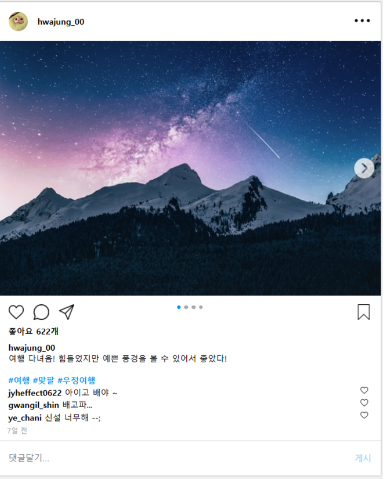 hwajung_00
좋아요 622개
hwajung_00
여행 다녀옴! 힘들었지만 예쁜 풍경을 볼 수 있어서 좋았다!
#여행 #맞팔 #우정여행
jyheffect0622 아이고 배야 ~
gwangil_shin 배고파...
ye_chani 신설 너무해 --;
7일 전
댓글달기...
게시